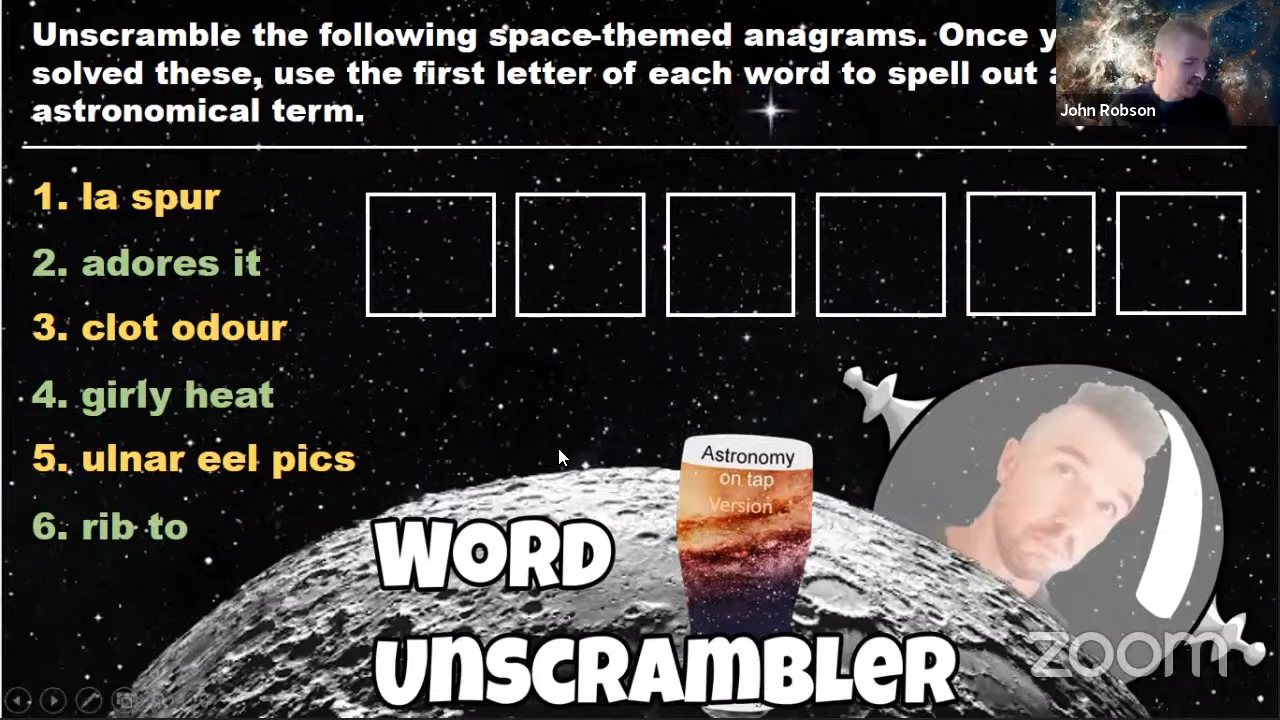 Unscramble the following space-themed anagrams. Once y
solved these, use the first letter of each word to spell out a
astronomical term.
John Robson
1. la spur
2. adores it
3. clot odour
4. girly heat
5. ulnar eel pics
6. rib to
Astronomy
on tap
Version
WORD
UNSCRAMBLER
zoom